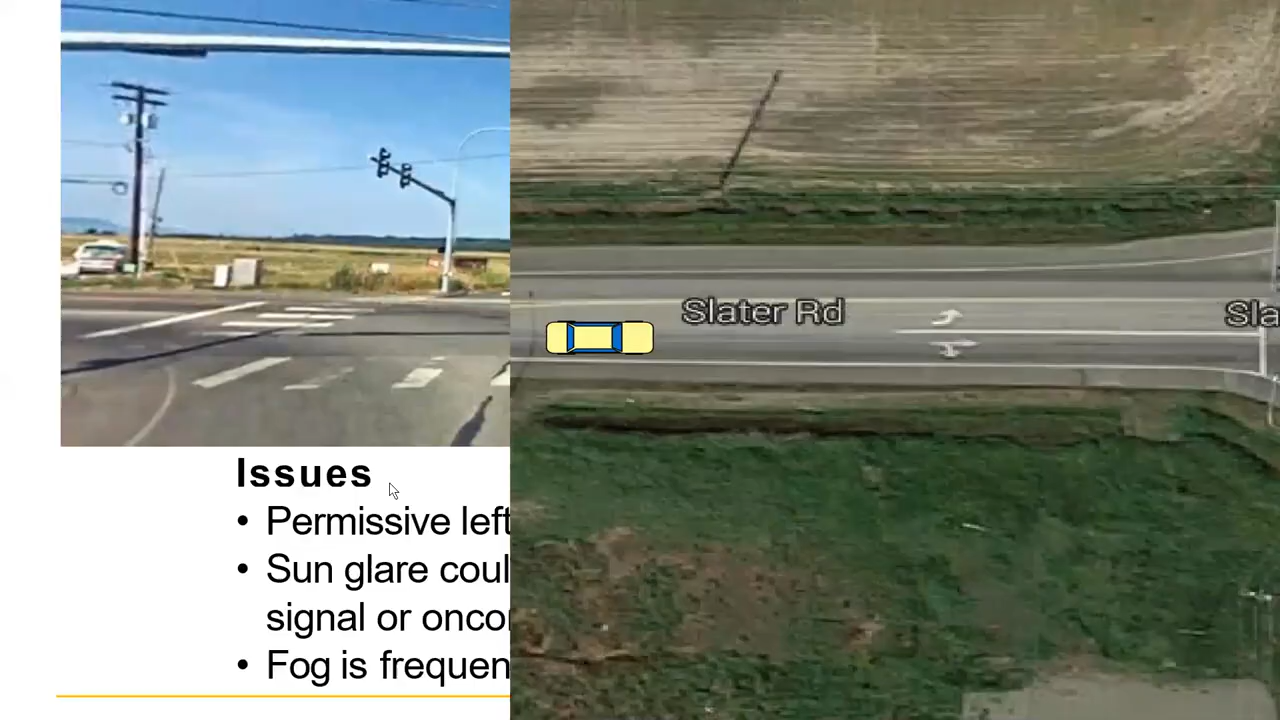 Issues
• Permissive left
• Sun glare coul
signal or oncor
• Fog is frequen
Slater Rd
Sla